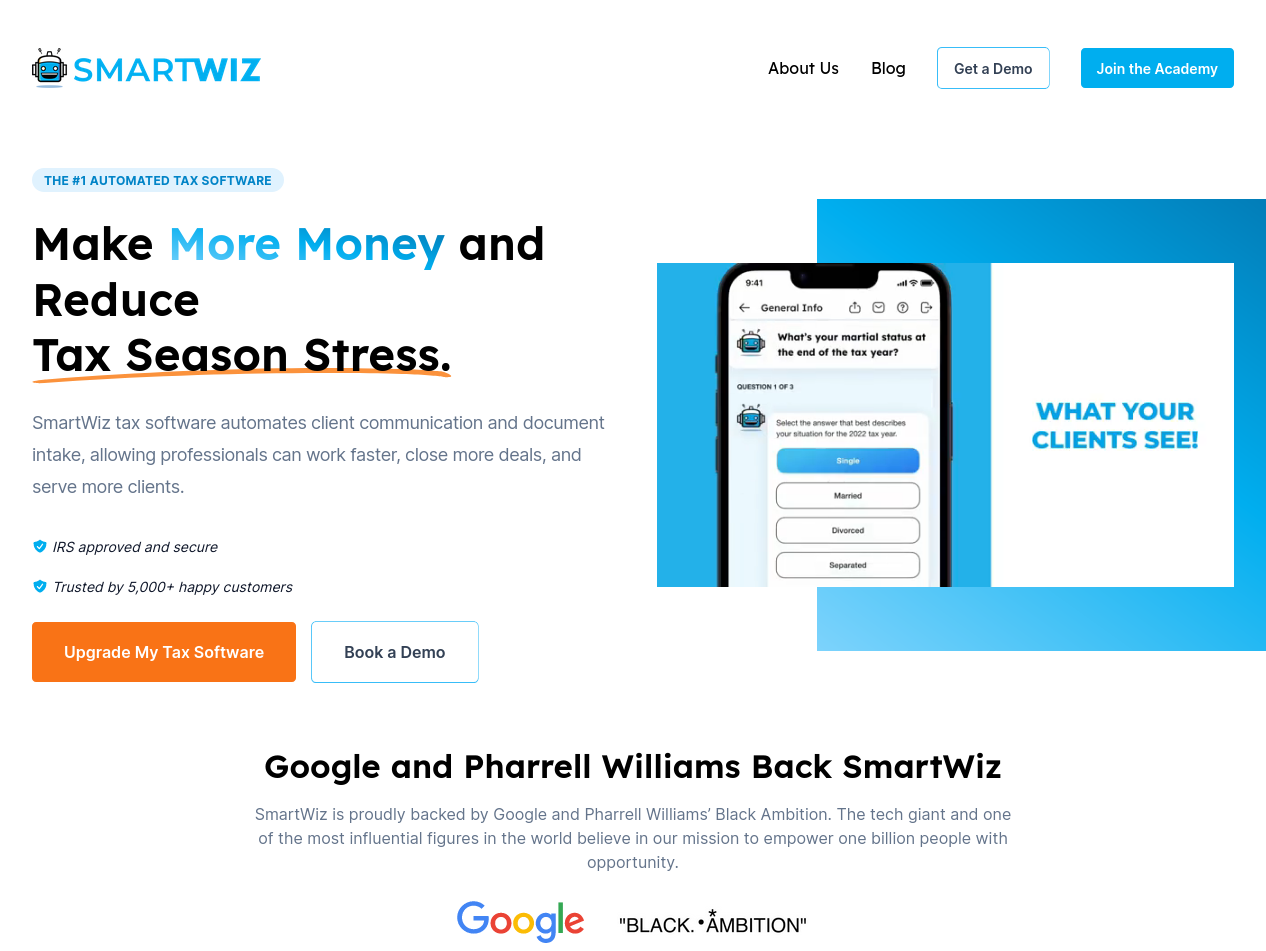 SMARTWIZ
About Us
Blog
Get a Demo
Join the Academy
THE #1 AUTOMATED TAX SOFTWARE
Make More Money and
Reduce
Tax Season Stress.
SmartWiz tax software automates client communication and document
intake, allowing professionals can work faster, close more deals, and
serve more clients.
IRS approved and secure
Trusted by 5,000+ happy customers
Upgrade My Tax Software
Book a Demo
9:41
General Info
What's your martial status at
the end of the tax year?
QUESTION 1 OF 3
Select the answer that best describes
your situation for the 2022 tax year.
Single
Married
Divorced
Separated
WHAT YOUR
CLIENTS SEE!
Google and Pharrell Williams Back SmartWiz
SmartWiz is proudly backed by Google and Pharrell Williams’ Black Ambition. The tech giant and one
of the most influential figures in the world believe in our mission to empower one billion people with
opportunity.
Google
"BLACK.•*AMBITION"